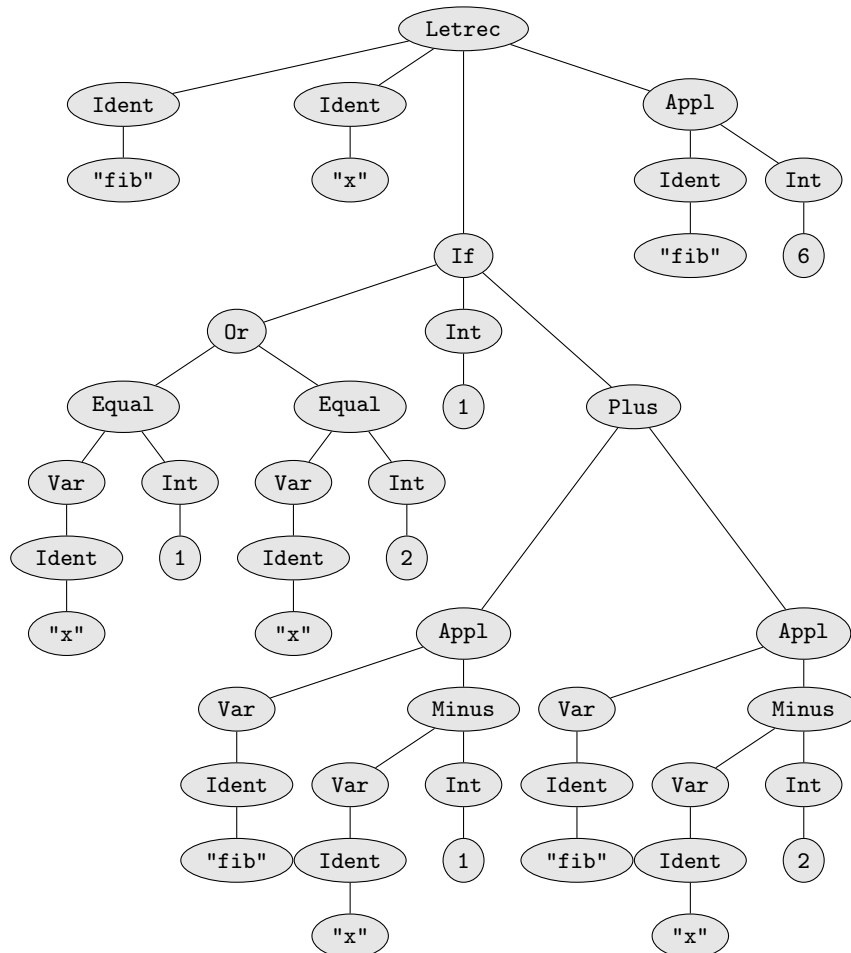 Letrec
Ident Ident Appl
"fib" "x" Ident Int
If "fib" 6
Or Int
Equal Equal 1 Plus
Var Int Var Int
Ident 1 Ident 2
"x" "x" Appl Appl
Var Minus Var Minus
Ident Var Int Ident Var Int
"fib" Ident 1 "fib" Ident 2
"x" "x"